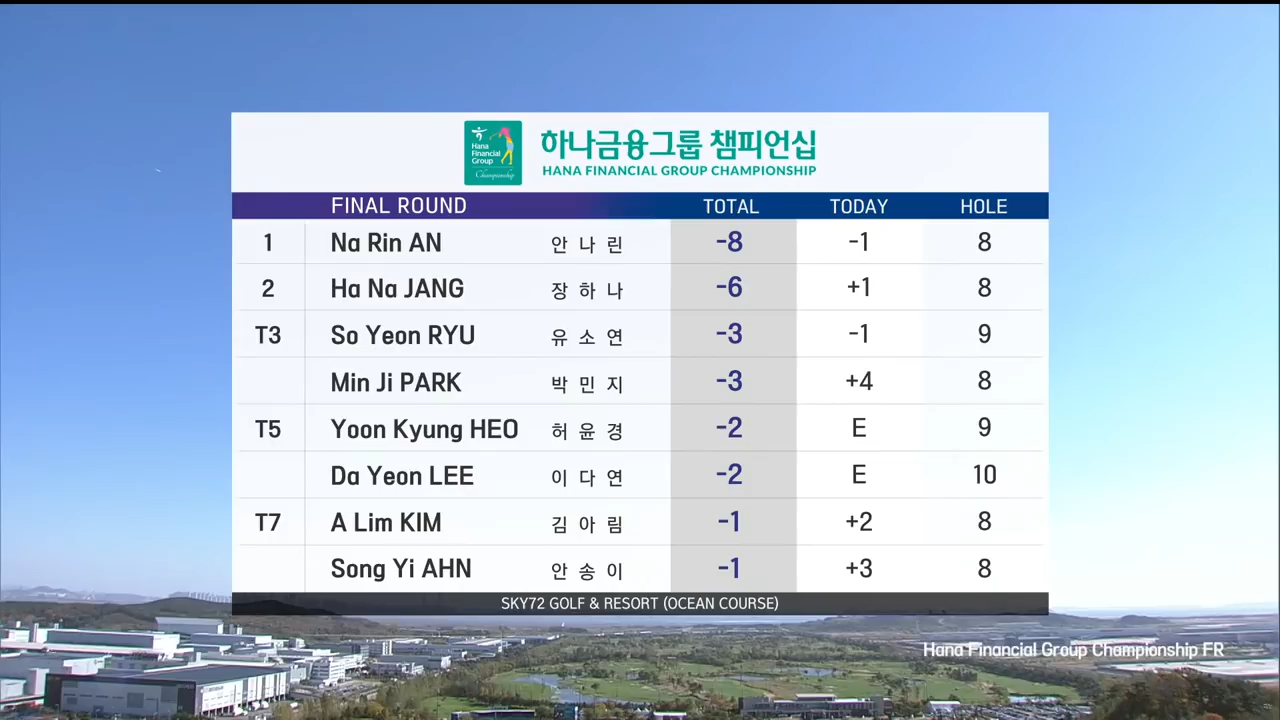 Hana
Financial
Group
Championship
하나금융그룹 챔피언십
HANA FINANCIAL GROUP CHAMPIONSHIP
FINAL ROUND TOTAL TODAY HOLE
1 Na Rin AN 안 나 린 -8 -1 8
2 Ha Na JANG 장 하 나 -6 +1 8
T3 So Yeon RYU 유 소 연 -3 -1 9
Min Ji PARK 박 민 지 -3 +4 8
T5 Yoon Kyung HEO 허 윤 경 -2 E 9
Da Yeon LEE 이 다 연 -2 E 10
T7 A Lim KIM 김 아 림 -1 +2 8
Song Yi AHN 안 송 이 -1 +3 8
SKY72 GOLF & RESORT (OCEAN COURSE)
Hana Financial Group Championship FR